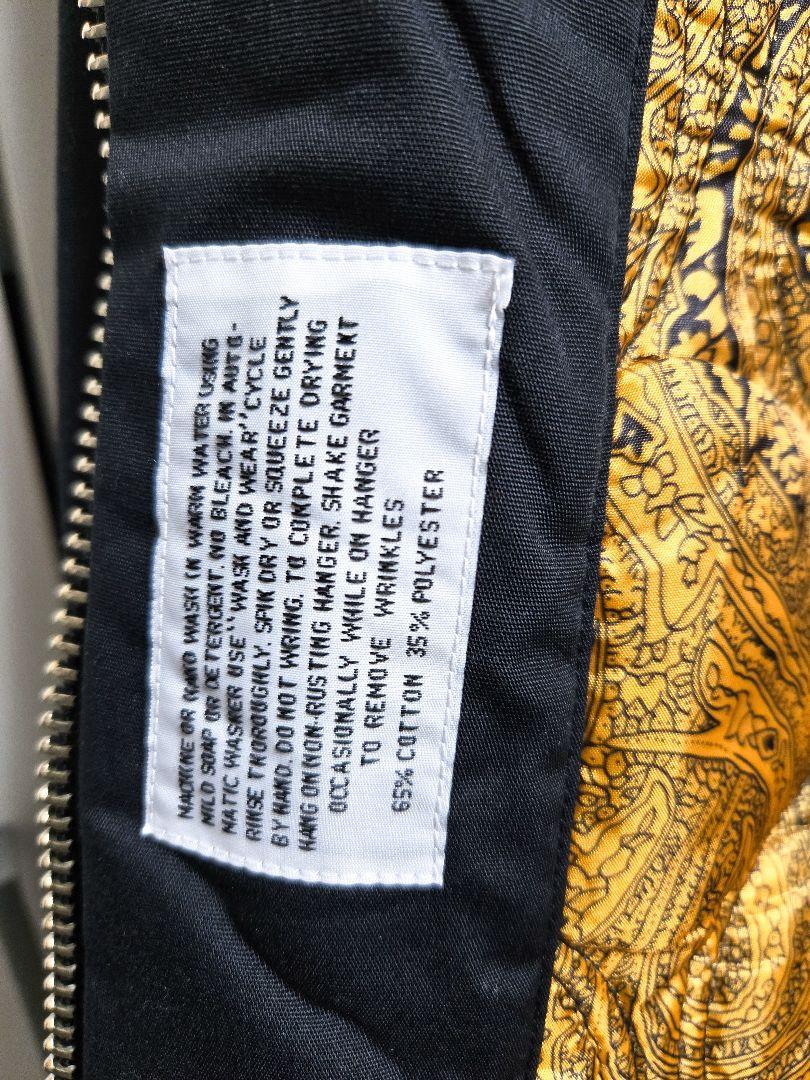 MACHINE OR HAND WASH IN WARM WATER USING
MILD SOAP OR DETERGENT. NO BLEACH. IN AUTO-
MATIC WASHER USE "WASH AND WEAR" CYCLE
RINSE THOROUGHLY. SPIN DRY OR SQUEEZE GENTLY
BY HAND. DO NOT WRING. TO COMPLETE DRYING
HANG ON NON-RUSTING HANGER. SHAKE GARMENT
OCCASIONALLY WHILE ON HANGER
TO REMOVE WRINKLES
65% COTTON 35% POLYESTER